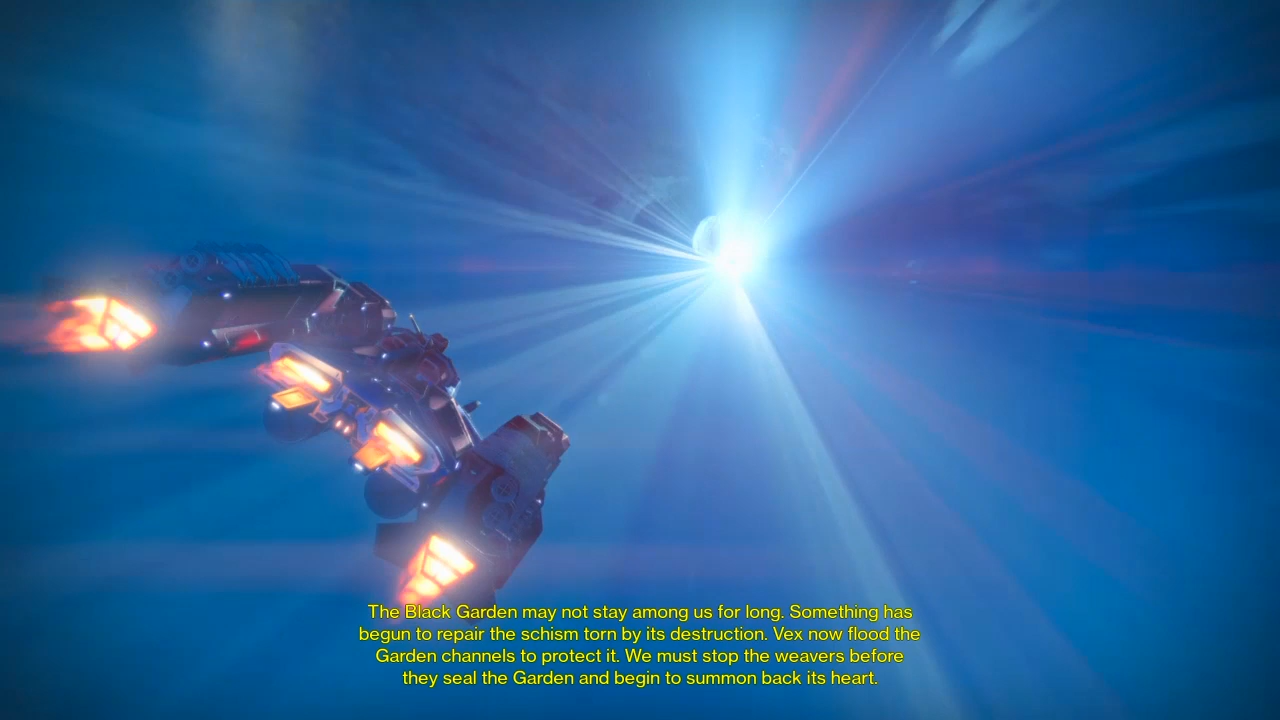 The Black Garden may not stay among us for long. Something has
begun to repair the schism torn by its destruction. Vex now flood the
Garden channels to protect it. We must stop the weavers before
they seal the Garden and begin to summon back its heart.